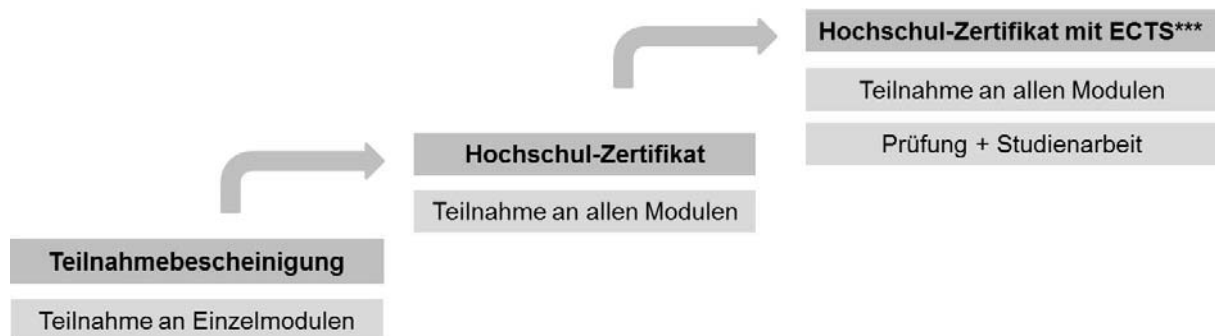 Hochschul-Zertifikat mit ECTS***
Teilnahme an allen Modulen
Prüfung + Studienarbeit
Hochschul-Zertifikat
Teilnahme an allen Modulen
Teilnahmebescheinigung
Teilnahme an Einzelmodulen